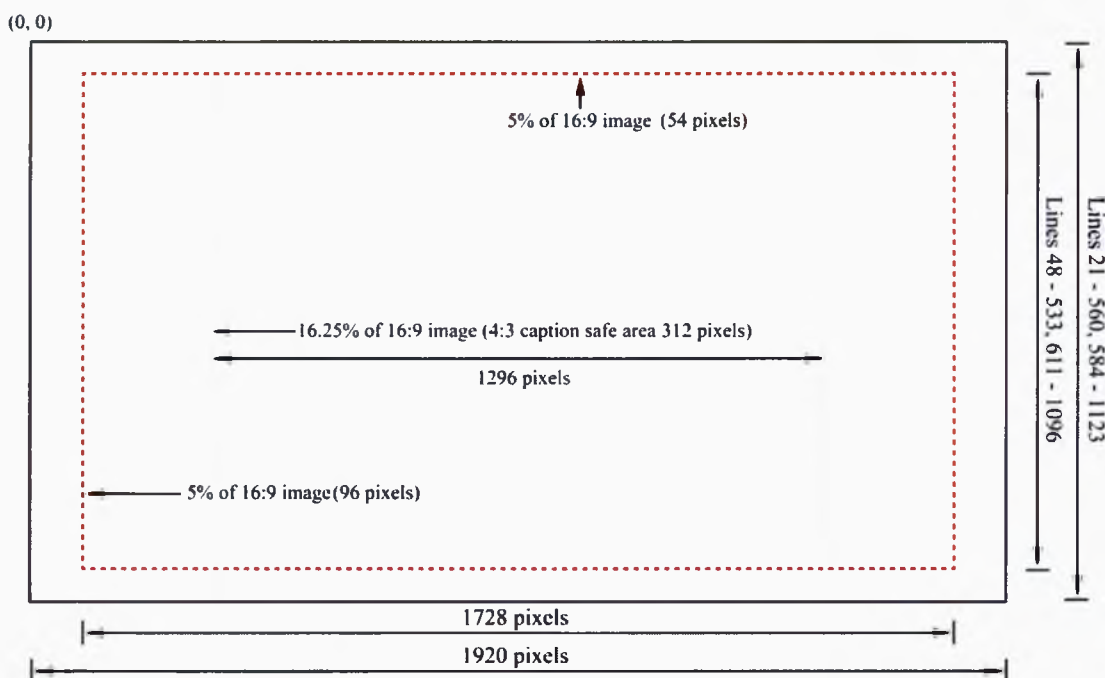 (0, 0)
5% of 16:9 image (54 pixels)
Lines 48 - 533, 611 - 1096
Lines 21 - 560, 584 - 1123
16.25% of 16:9 image (4:3 caption safe area 312 pixels)
1296 pixels
5% of 16:9 image (96 pixels)
1728 pixels
1920 pixels